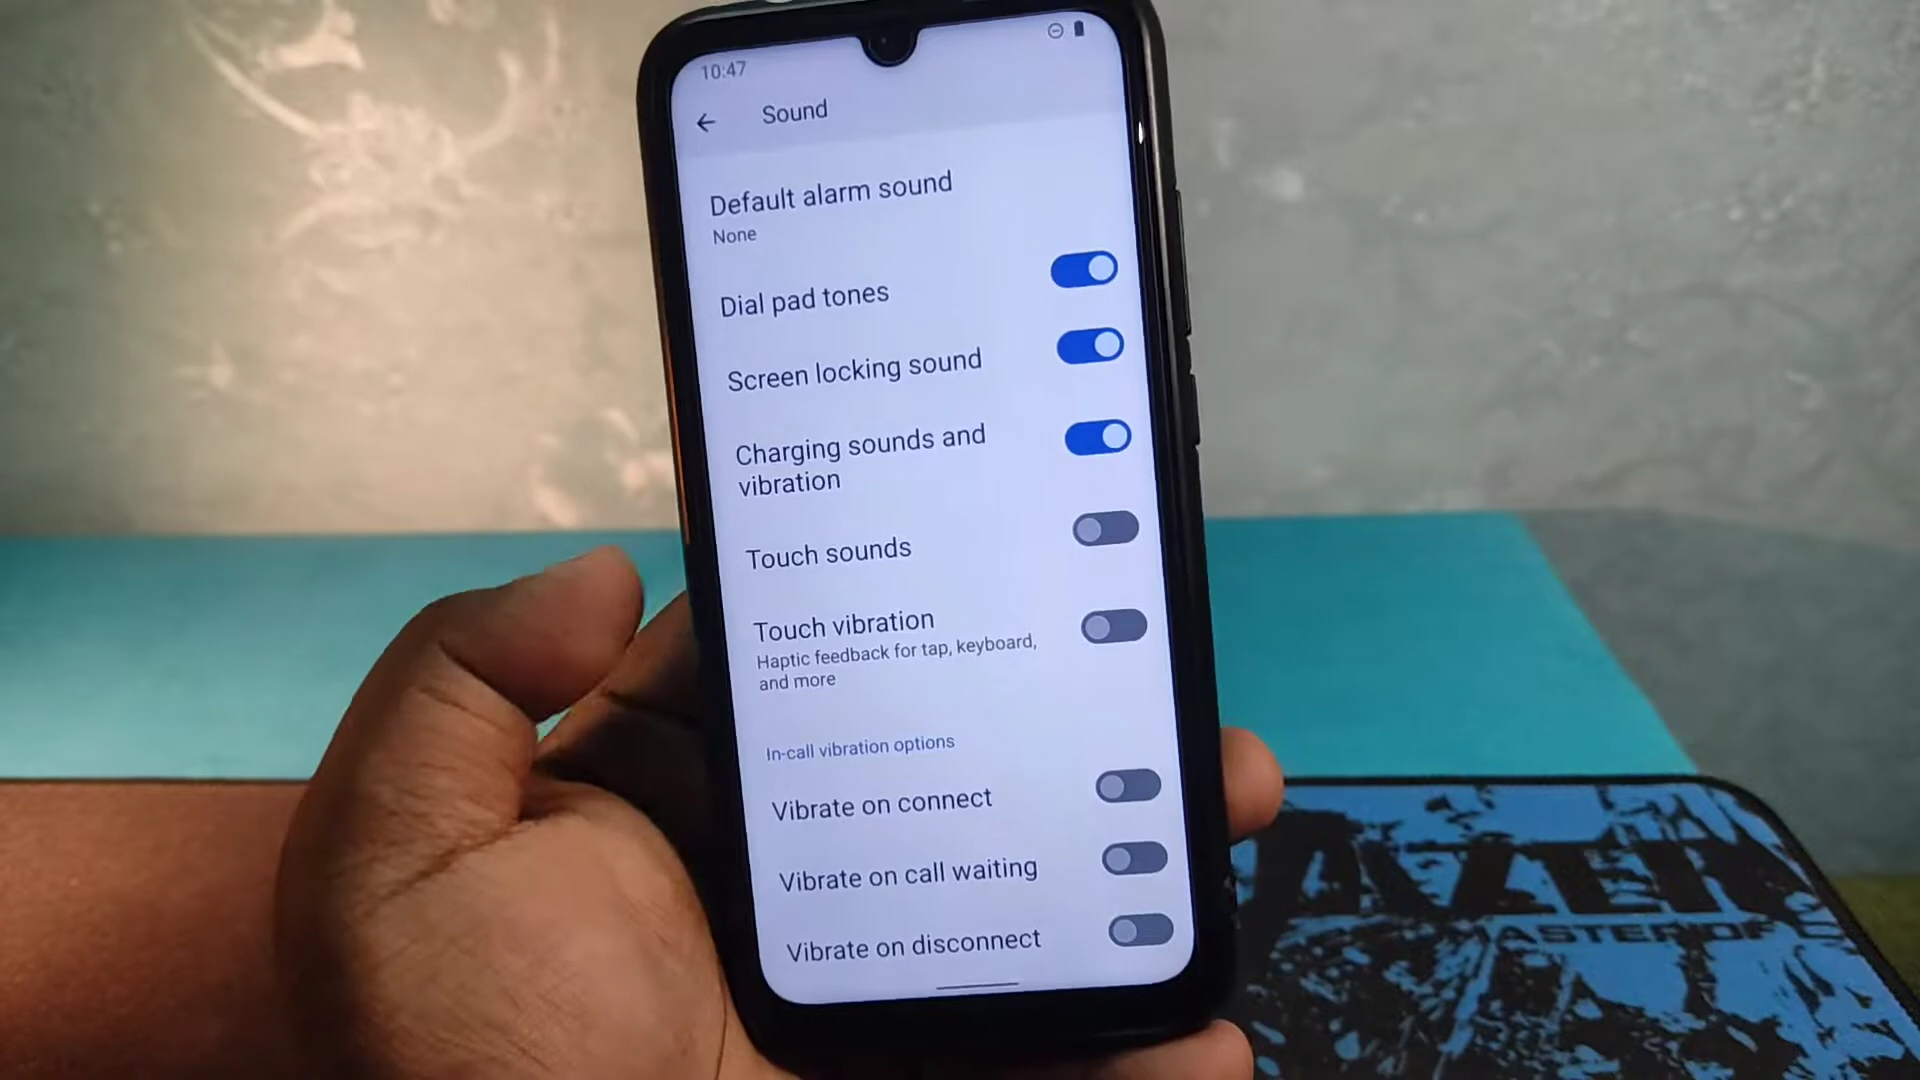 10:47
Sound
Default alarm sound
None
Dial pad tones
Screen locking sound
Charging sounds and
vibration
Touch sounds
Touch vibration
Haptic feedback for tap, keyboard,
and more
In-call vibration options
Vibrate on connect
Vibrate on call waiting
Vibrate on disconnect
MASTER OF